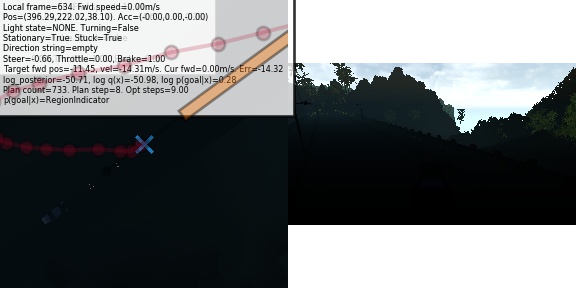 Local frame=634. Fwd speed=0.00m/s
Pos=(396.29,222.02,38.10). Acc=(-0.00,0.00,-0.00)
Light state=NONE. Turning=False
Stationary=True. Stuck=True
Direction string=empty
Steer=-0.66, Throttle=0.00, Brake=1.00
Target fwd pos=-11.45, vel=-14.31m/s. Cur fwd=0.00m/s. Err=-14.32
log_posterior=-50.71, log q(x)=-50.98, log p(goal|x)=0.28
Plan count=733. Plan step=8. Opt steps=9.00
p(goal|x)=RegionIndicator